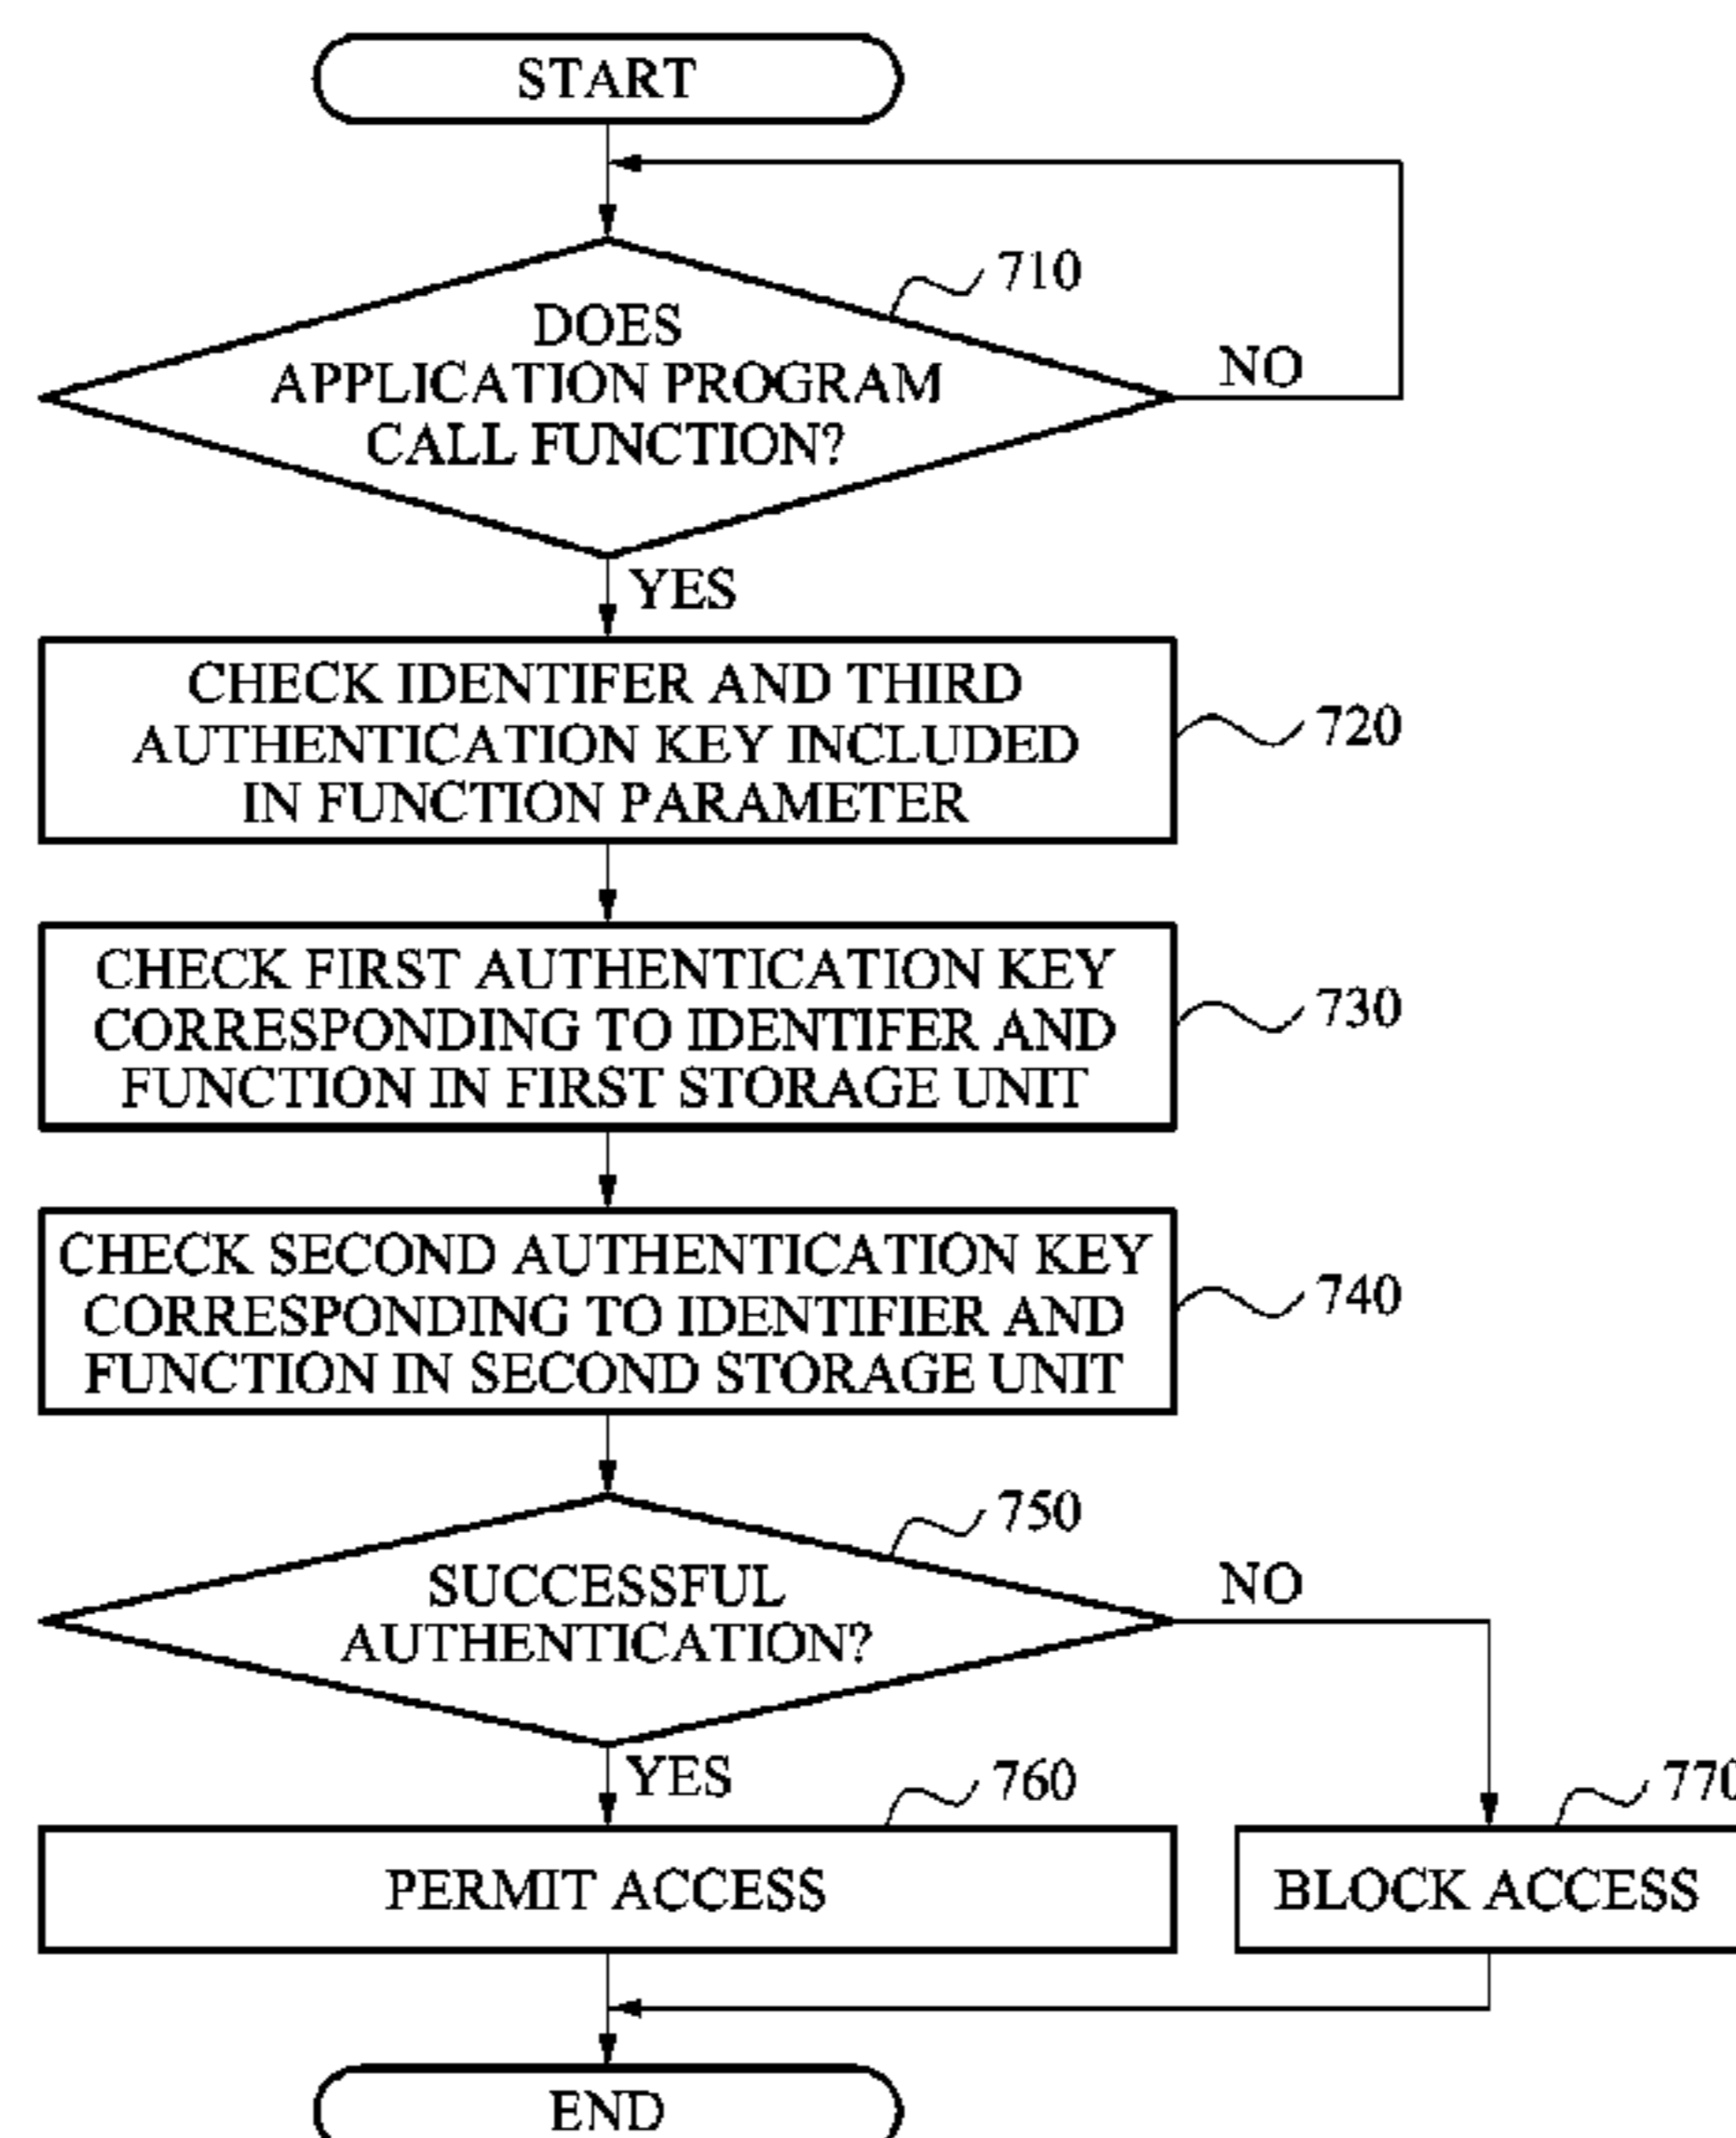 START
710
DOES
APPLICATION PROGRAM
CALL FUNCTION?
NO
YES
CHECK IDENTIFER AND THIRD
AUTHENTICATION KEY INCLUDED
IN FUNCTION PARAMETER
720
CHECK FIRST AUTHENTICATION KEY
CORRESPONDING TO IDENTIFER AND
FUNCTION IN FIRST STORAGE UNIT
730
CHECK SECOND AUTHENTICATION KEY
CORRESPONDING TO IDENTIFIER AND
FUNCTION IN SECOND STORAGE UNIT
740
750
SUCCESSFUL
AUTHENTICATION?
NO
YES
760
770
PERMIT ACCESS
BLOCK ACCESS
END